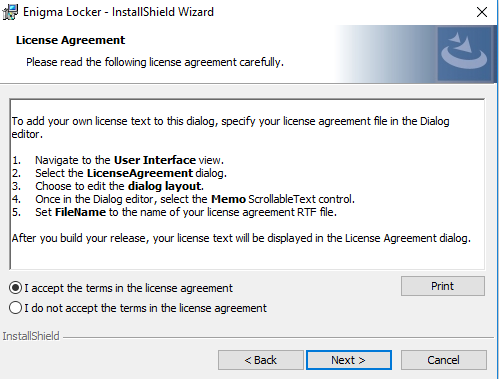 Enigma Locker - InstallShield Wizard
License Agreement
Please read the following license agreement carefully.
To add your own license text to this dialog, specify your license agreement file in the Dialog
editor.
1. Navigate to the User Interface view.
2. Select the LicenseAgreement dialog.
3. Choose to edit the dialog layout.
4. Once in the Dialog editor, select the Memo ScrollableText control.
5. Set FileName to the name of your license agreement RTF file.
After you build your release, your license text will be displayed in the License Agreement dialog.
I accept the terms in the license agreement
Print
I do not accept the terms in the license agreement
InstallShield
< Back
Next >
Cancel